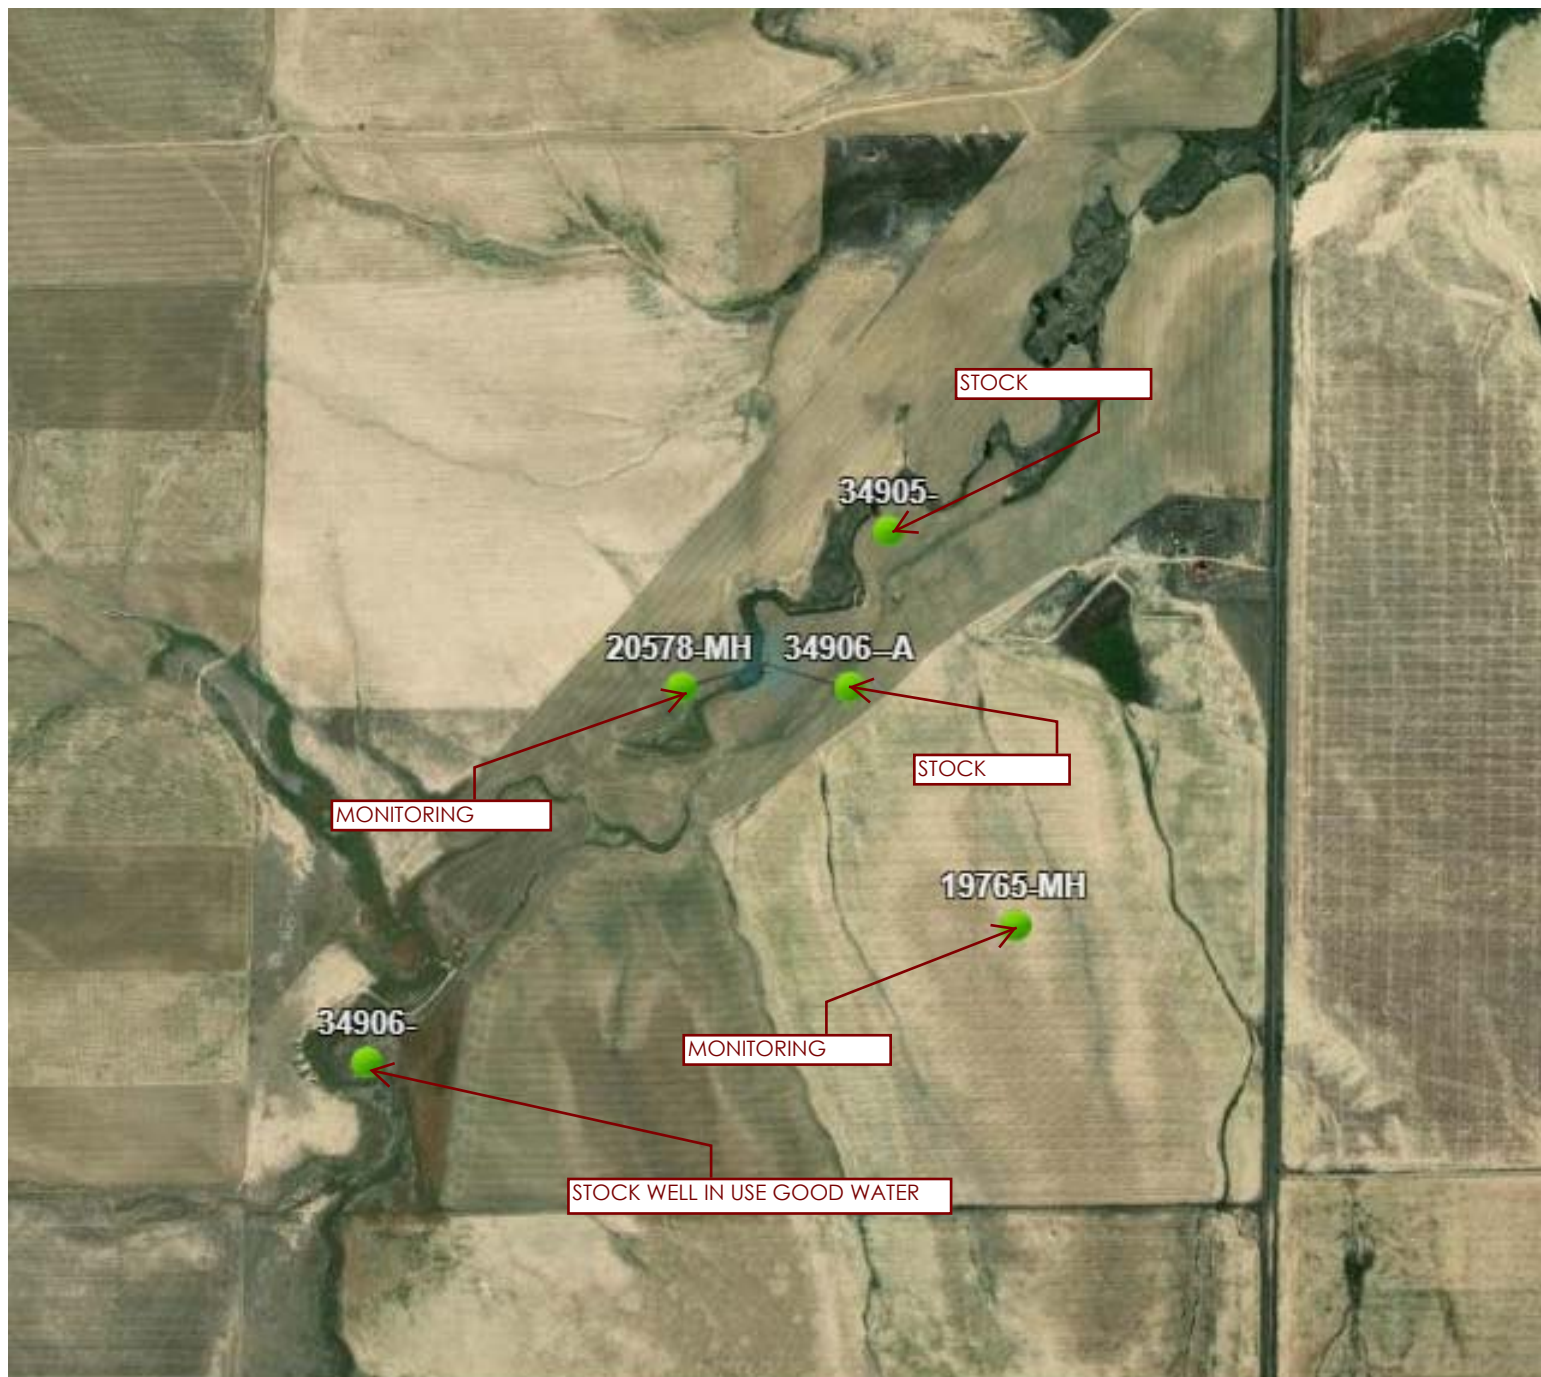 STOCK
34905-
20578-MH
34906--A
STOCK
MONITORING
19765-MH
34906-
MONITORING
STOCK WELL IN USE GOOD WATER